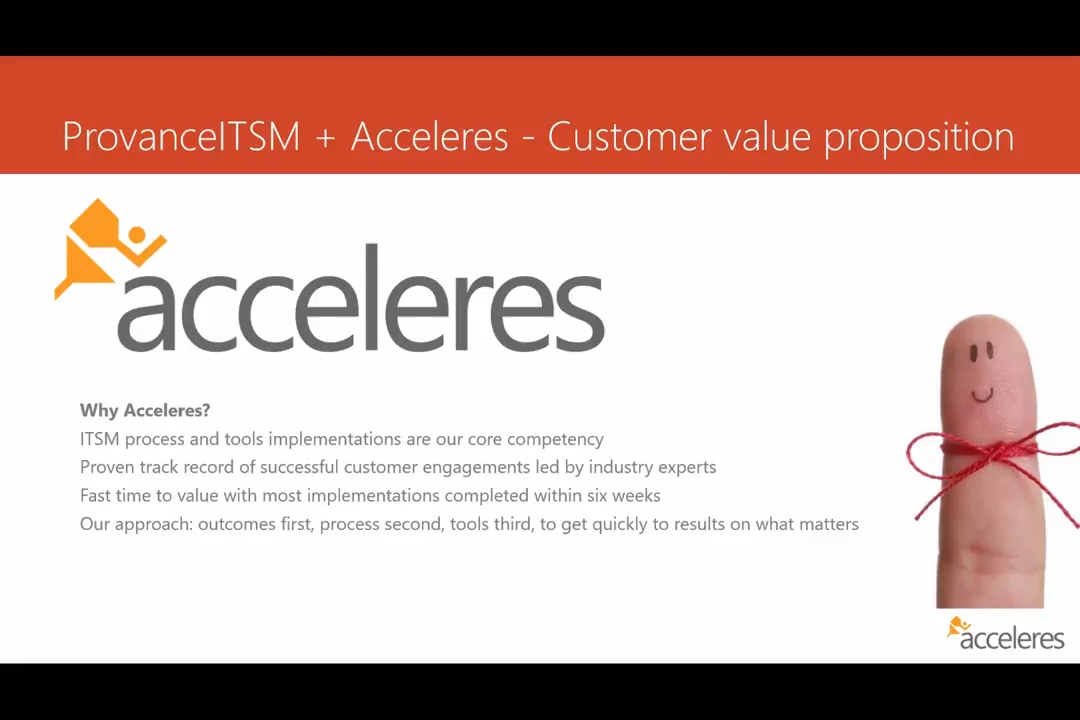 ProvanceITSM + Acceleres - Customer value proposition
acceleres
Why Acceleres?
ITSM process and tools implementations are our core competency
Proven track record of successful customer engagements led by industry experts
Fast time to value with most implementations completed within six weeks
Our approach: outcomes first, process second, tools third, to get quickly to results on what matters
acceleres